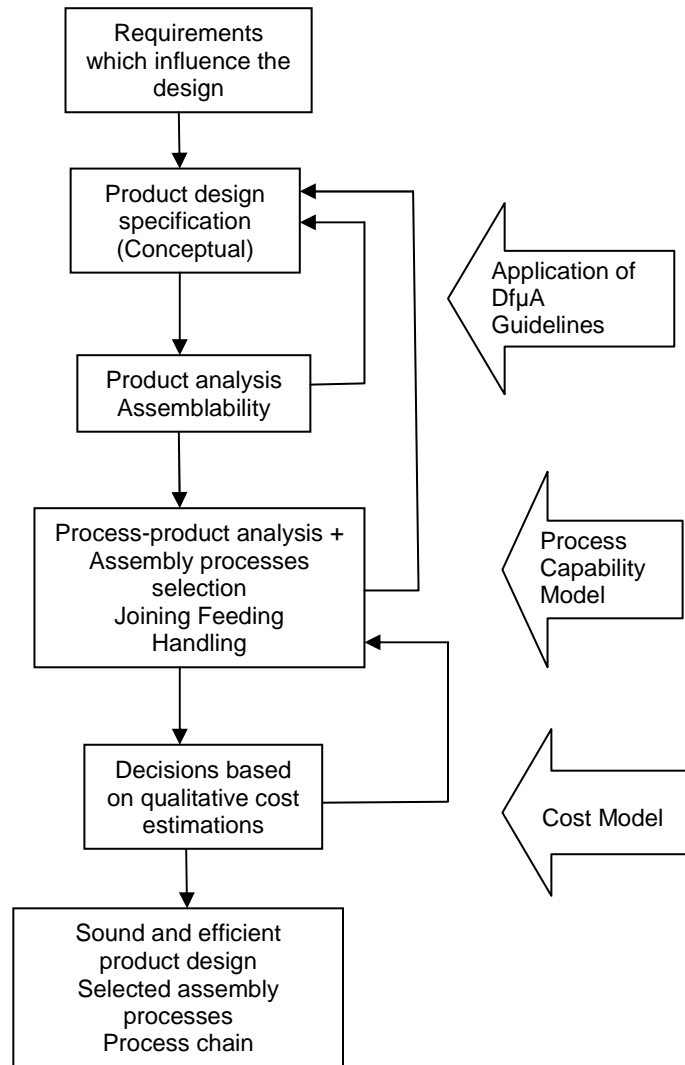 Requirements
which influence the
design
Product design
specification
(Conceptual)
Application of
DfµA
Guidelines
Product analysis
Assemblability
Process-product analysis +
Assembly processes
selection
Joining Feeding
Handling
Process
Capability
Model
Decisions based
on qualitative cost
estimations
Cost Model
Sound and efficient
product design
Selected assembly
processes
Process chain